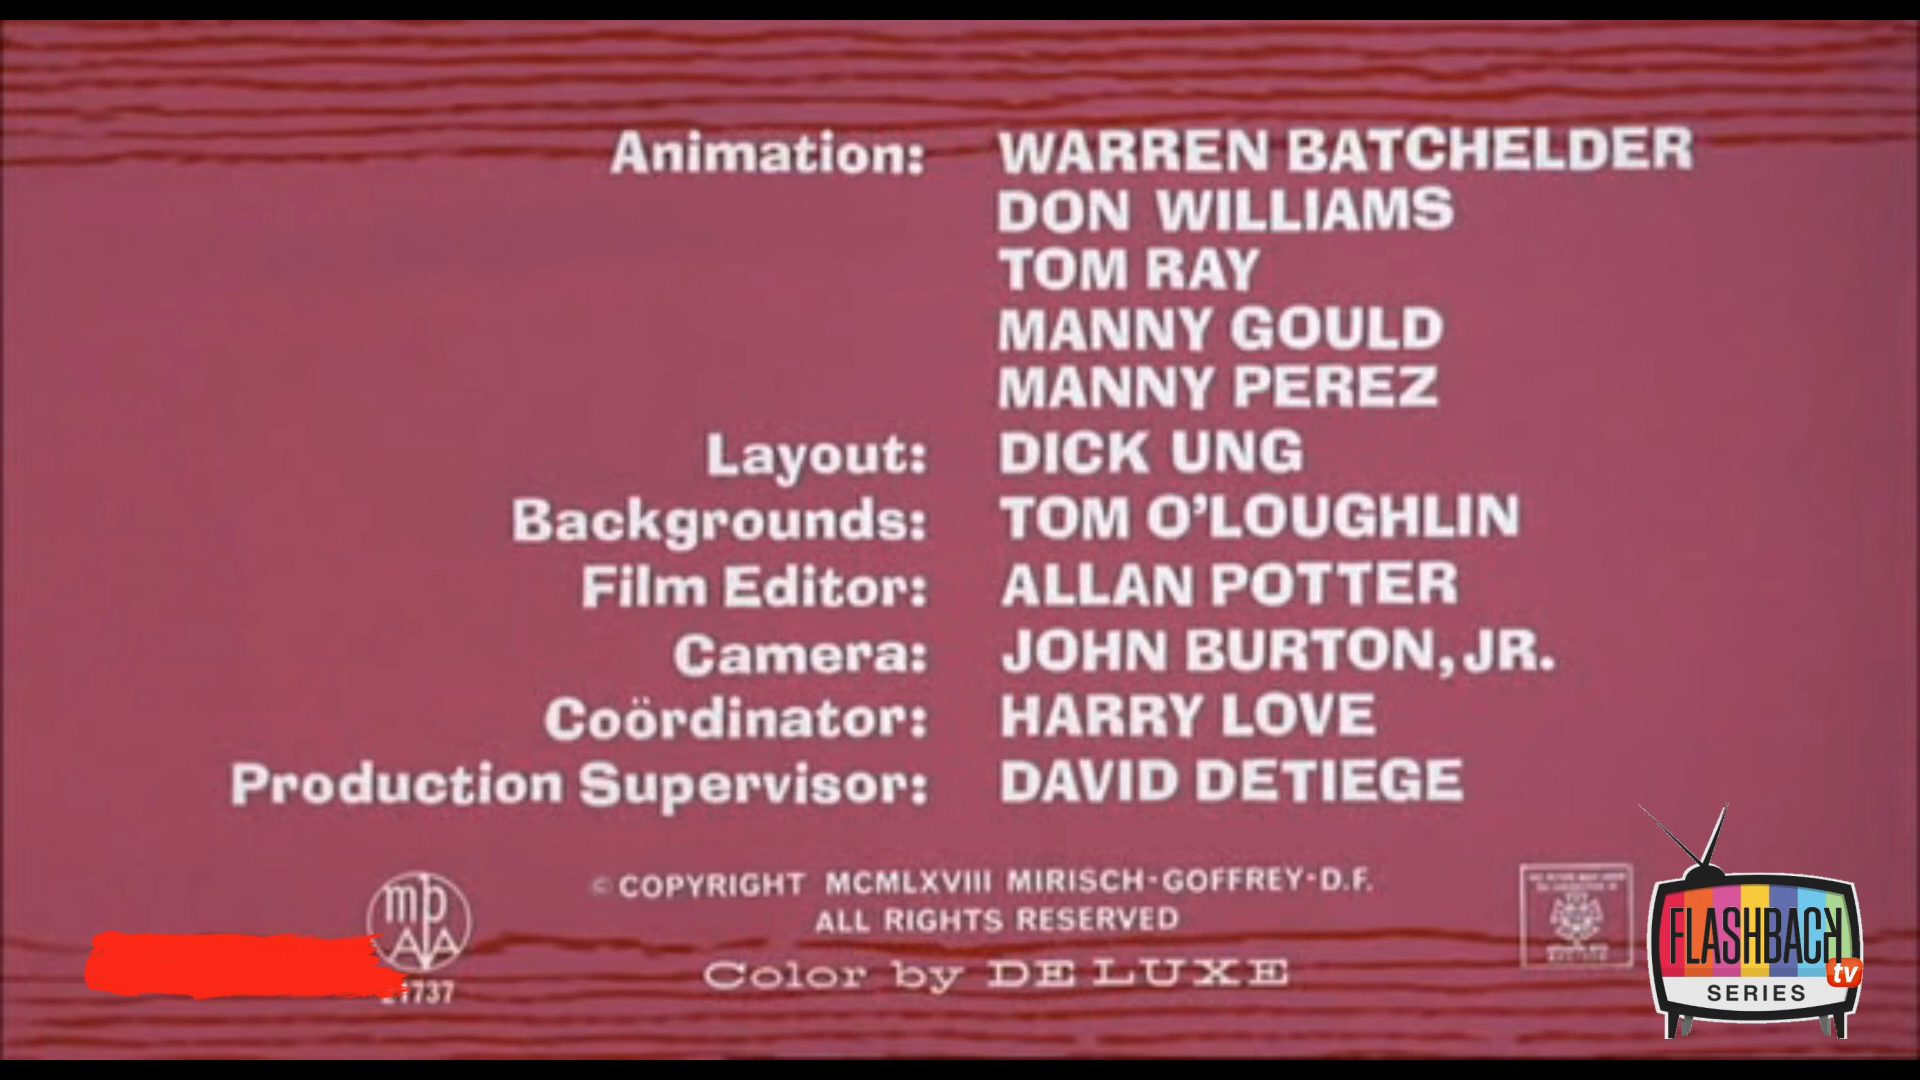 Animation: WARREN BATCHELDER
DON WILLIAMS
TOM RAY
MANNY GOULD
MANNY PEREZ
Layout: DICK UNG
Backgrounds: TOM O'LOUGHLIN
Film Editor: ALLAN POTTER
Camera: JOHN BURTON, JR.
Coördinator: HARRY LOVE
Production Supervisor: DAVID DETIEGE
© COPYRIGHT MCMLXVIII MIRISCH-GOFFREY-D.F.
ALL RIGHTS RESERVED
Color by DE LUXE
mp
AA
FLASHBACK
tv
SERIES